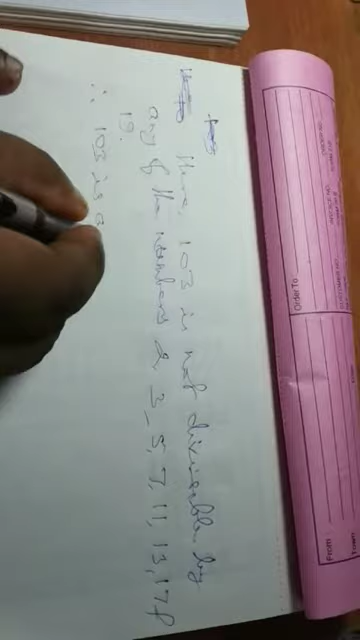 Here, 103 is not divisible by
any of the numbers 2, 3, 5, 7, 11, 13, 17 &
19.
∴ 103 is a
Order To
From :